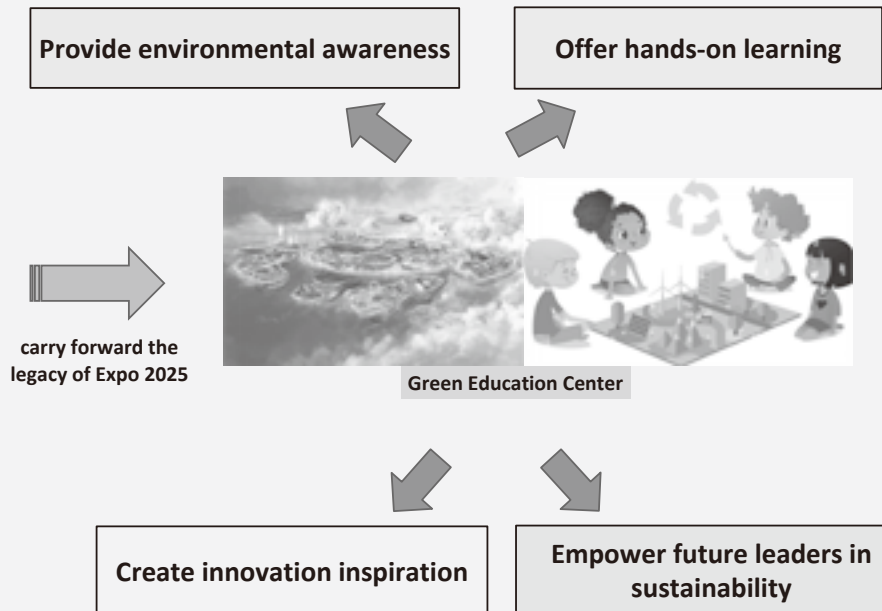 Provide environmental awareness
Offer hands-on learning
carry forward the
legacy of Expo 2025
Green Education Center
Create innovation inspiration
Empower future leaders in
sustainability